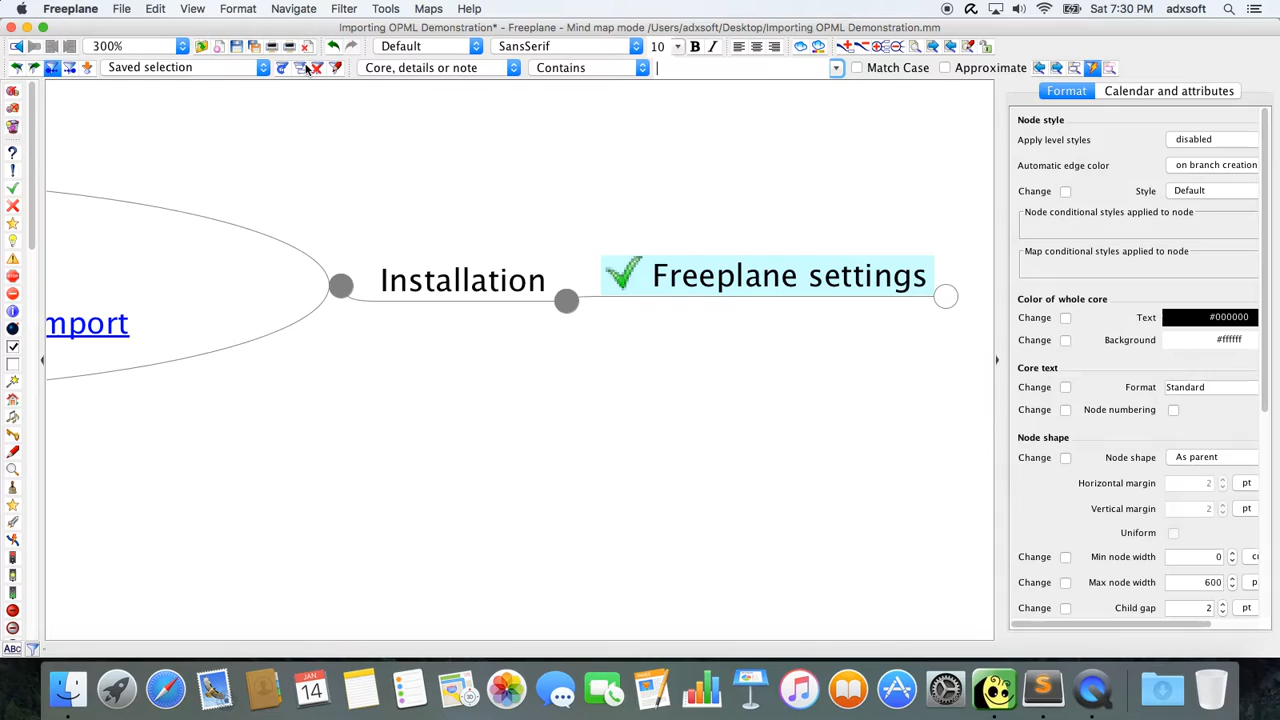 Freeplane File Edit View Format Navigate Filter Tools Maps Help Sat 7:30 PM adxsoft
Importing OPML Demonstration* - Freeplane - Mind map mode /Users/adxsoft/Desktop/Importing OPML Demonstration.mm
300% Default SansSerif 10 B I
Saved selection Core, details or note Contains Match Case Approximate
Format Calendar and attributes
Node style
Apply level styles disabled
Automatic edge color on branch creation
Change Style Default
Node conditional styles applied to node
Map conditional styles applied to node
Installation
Freeplane settings
mport
Color of whole core
Change Text #000000
Change Background #ffffff
Core text
Change Format Standard
Change Node numbering
Node shape
Change Node shape As parent
Horizontal margin 2 pt
Vertical margin 2 pt
Uniform
Change Min node width 0 c
Change Max node width 600 p
Change Child gap 2 pt
ABC
JAN
14